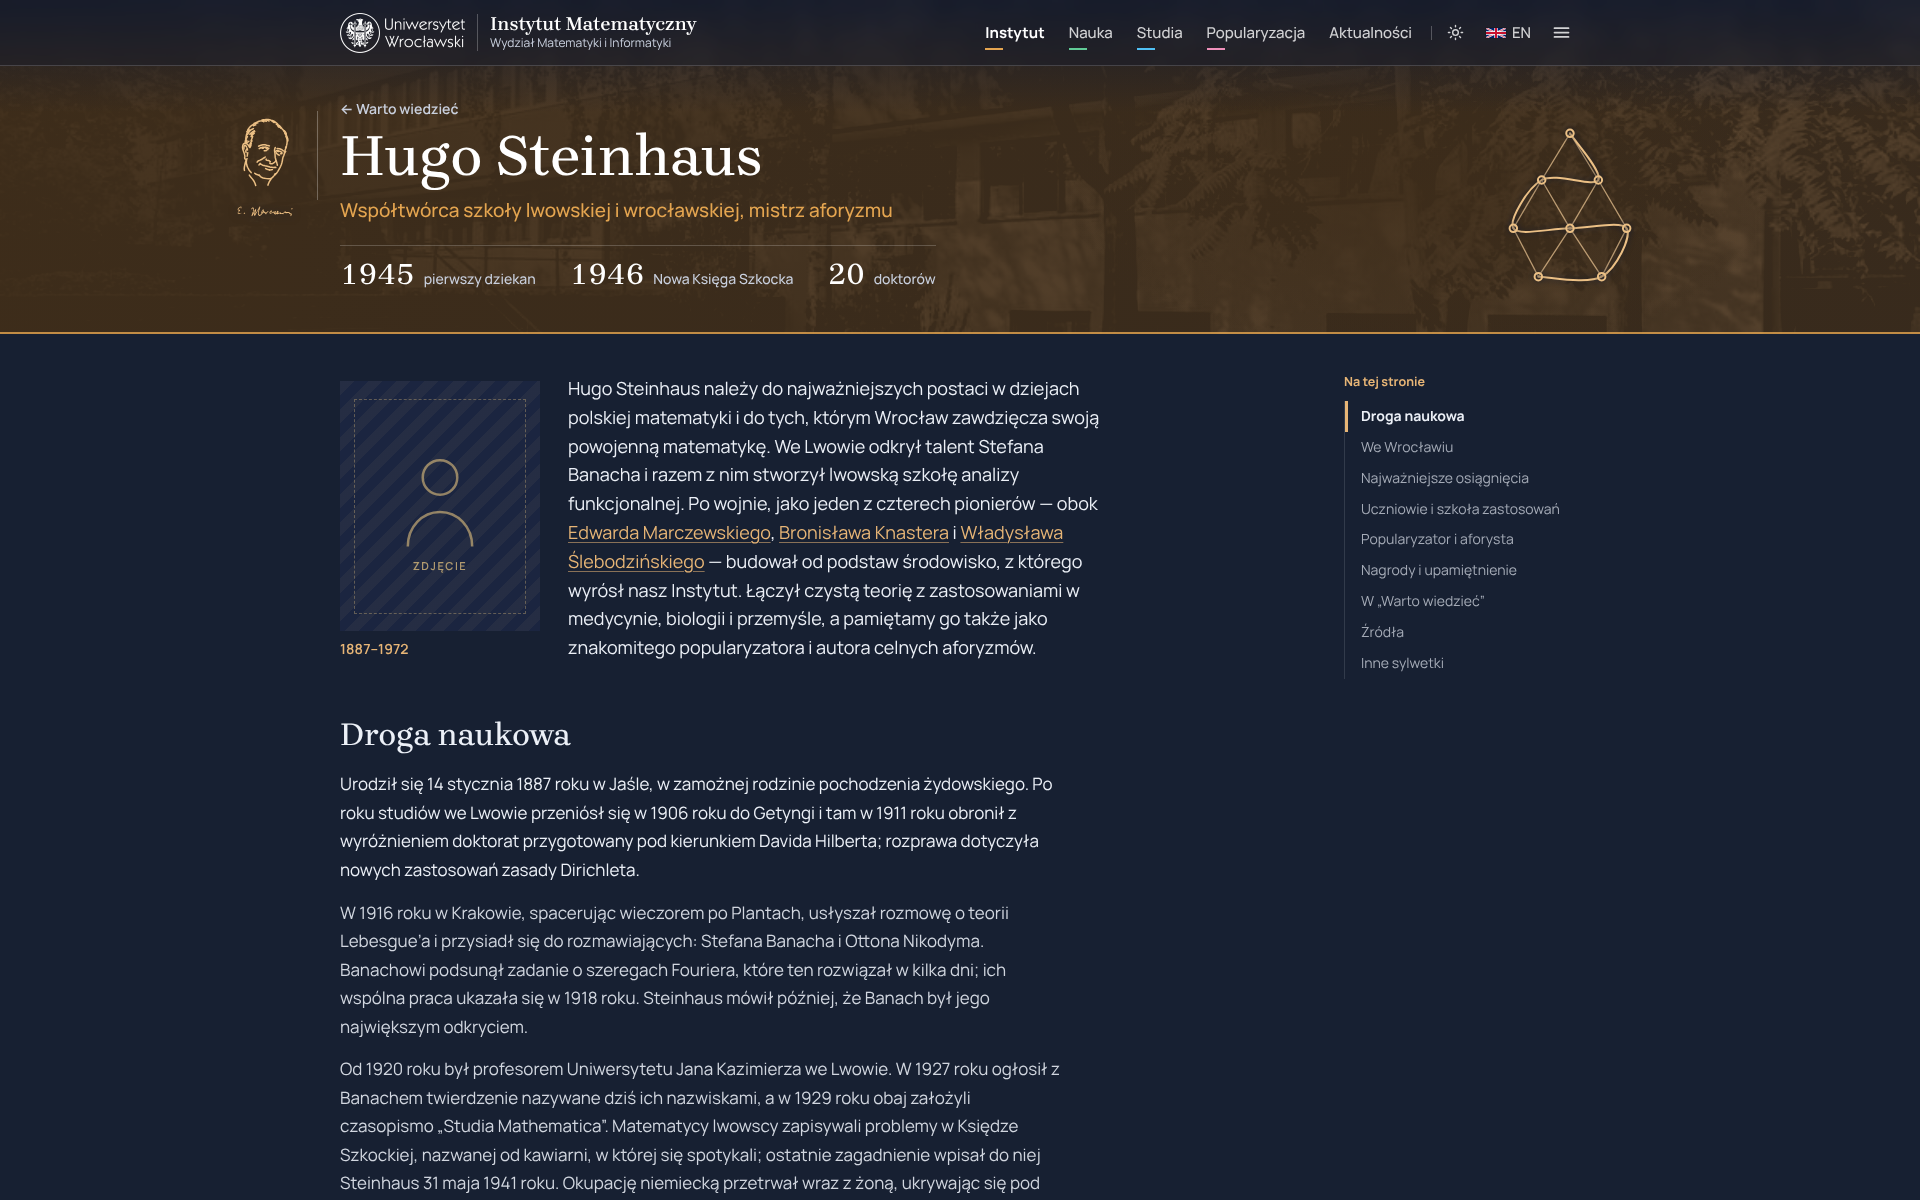 Uniwersytet
Wrocławski
Instytut Matematyczny
Wydział Matematyki i Informatyki
Instytut
Nauka
Studia
Popularyzacja
Aktualności
EN
← Warto wiedzieć
Hugo Steinhaus
Współtwórca szkoły lwowskiej i wrocławskiej, mistrz aforyzmu
1945 pierwszy dziekan
1946 Nowa Księga Szkocka
20 doktorów
ZDJĘCIE
1887–1972
Hugo Steinhaus należy do najważniejszych postaci w dziejach
polskiej matematyki i do tych, którym Wrocław zawdzięcza swoją
powojenną matematykę. We Lwowie odkrył talent Stefana
Banacha i razem z nim stworzył lwowską szkołę analizy
funkcjonalnej. Po wojnie, jako jeden z czterech pionierów — obok
Edwarda Marczewskiego, Bronisława Knastera i Władysława
Ślebodzińskiego — budował od podstaw środowisko, z którego
wyrósł nasz Instytut. Łączył czystą teorię z zastosowaniami w
medycynie, biologii i przemyśle, a pamiętamy go także jako
znakomitego popularyzatora i autora celnych aforyzmów.
Droga naukowa
Urodził się 14 stycznia 1887 roku w Jaśle, w zamożnej rodzinie pochodzenia żydowskiego. Po
roku studiów we Lwowie przeniósł się w 1906 roku do Getyngi i tam w 1911 roku obronił z
wyróżnieniem doktorat przygotowany pod kierunkiem Davida Hilberta; rozprawa dotyczyła
nowych zastosowań zasady Dirichleta.
W 1916 roku w Krakowie, spacerując wieczorem po Plantach, usłyszał rozmowę o teorii
Lebesgue’a i przysiadł się do rozmawiających: Stefana Banacha i Ottona Nikodyma.
Banachowi podsunął zadanie o szeregach Fouriera, które ten rozwiązał w kilka dni; ich
wspólna praca ukazała się w 1918 roku. Steinhaus mówił później, że Banach był jego
największym odkryciem.
Od 1920 roku był profesorem Uniwersytetu Jana Kazimierza we Lwowie. W 1927 roku ogłosił z
Banachem twierdzenie nazywane dziś ich nazwiskami, a w 1929 roku obaj założyli
czasopismo „Studia Mathematica”. Matematycy lwowscy zapisywali problemy w Księdze
Szkockiej, nazwanej od kawiarni, w której się spotykali; ostatnie zagadnienie wpisał do niej
Steinhaus 31 maja 1941 roku. Okupację niemiecką przetrwał wraz z żoną, ukrywając się pod
Na tej stronie
Droga naukowa
We Wrocławiu
Najważniejsze osiągnięcia
Uczniowie i szkoła zastosowań
Popularyzator i aforysta
Nagrody i upamiętnienie
W „Warto wiedzieć”
Źródła
Inne sylwetki